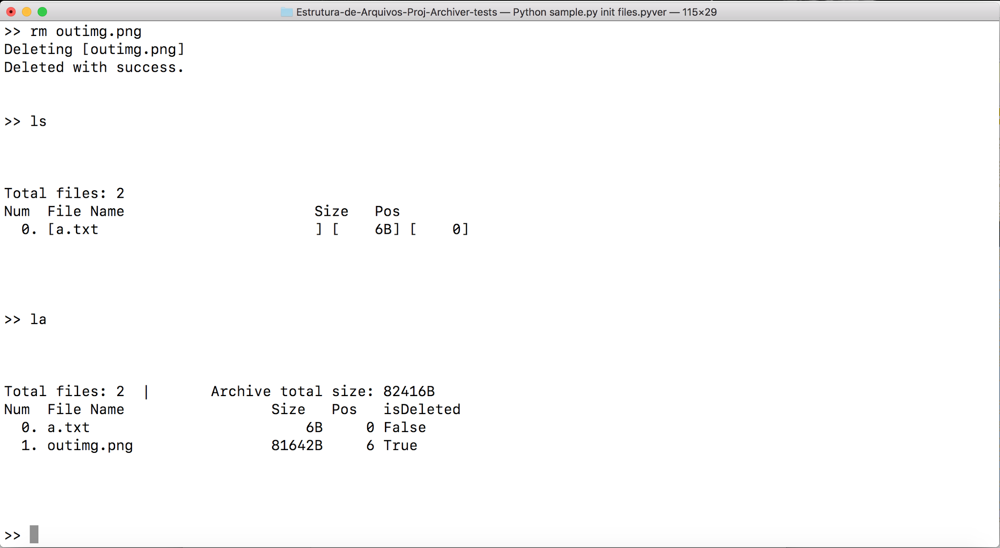 Estrutura-de-Arquivos-Proj-Archiver-tests — Python sample.py init files.pyver — 115×29
>> rm outimg.png
Deleting [outimg.png]
Deleted with success.
>> ls
Total files: 2
Num  File Name                                            Size   Pos
  0. [a.txt                                                  ] [    6B] [    0]
>> la
Total files: 2  |       Archive total size: 82416B
Num  File Name                                  Size   Pos   isDeleted
  0. a.txt                                                6B     0 False
  1. outimg.png                                81642B     6 True
>>